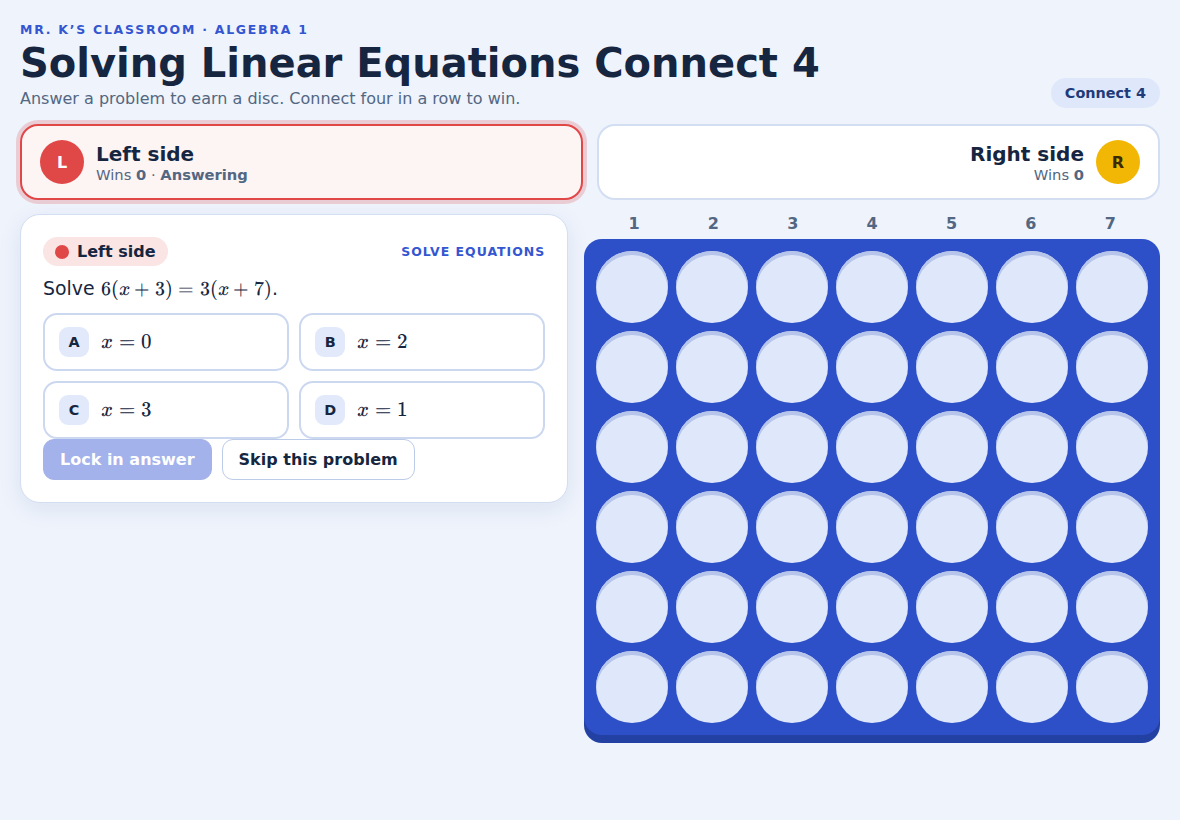 MR. K’S CLASSROOM · ALGEBRA 1
Solving Linear Equations Connect 4
Answer a problem to earn a disc. Connect four in a row to win.
Connect 4
L
Left side
Wins 0 · Answering
Right side
Wins 0
R
Left side
SOLVE EQUATIONS
Solve 6(x + 3) = 3(x + 7).
A x = 0
B x = 2
C x = 3
D x = 1
Lock in answer
Skip this problem
1 2 3 4 5 6 7